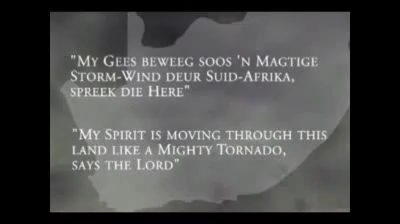 "My Gees beweeg soos 'n Magtige
Storm-Wind deur Suid-Afrika,
spreek die Here"
"My Spirit is moving through this
land like a Mighty Tornado,
says the Lord"